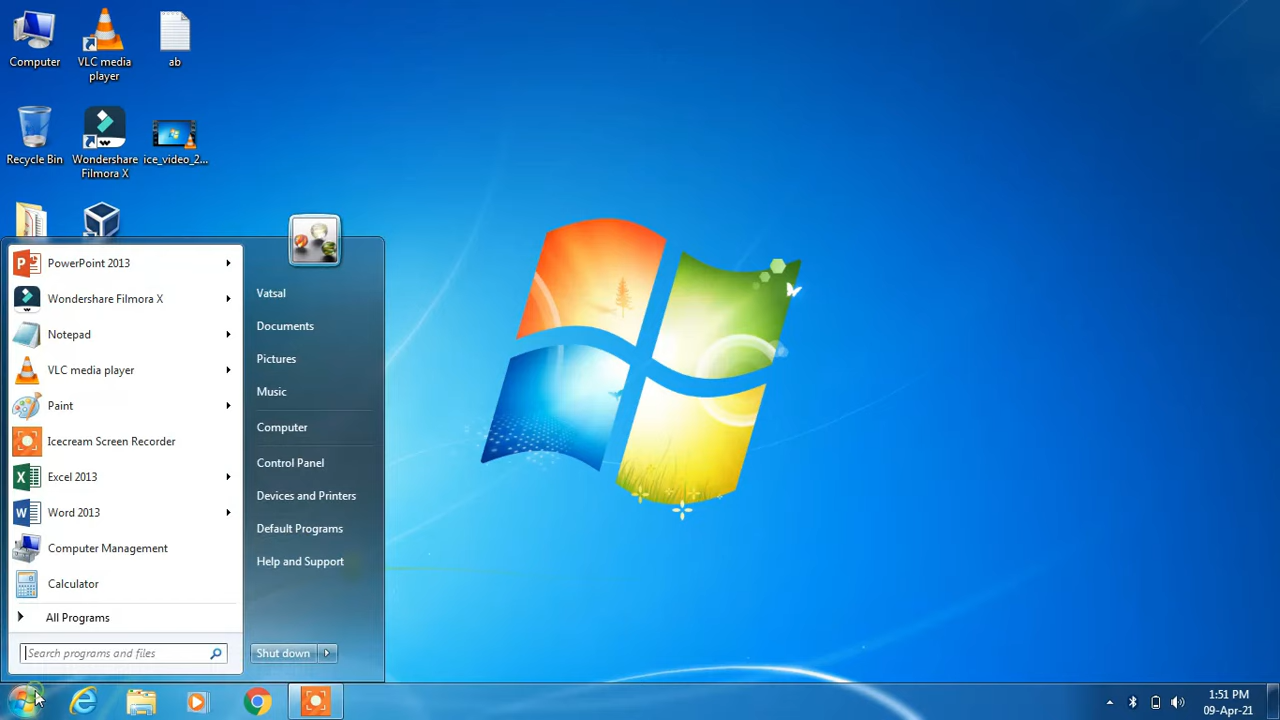 Computer
VLC media
player
ab
Recycle Bin
Wondershare
Filmora X
ice_video_2...
PowerPoint 2013
Wondershare Filmora X
Notepad
VLC media player
Paint
Icecream Screen Recorder
Excel 2013
Word 2013
Computer Management
Calculator
All Programs
Search programs and files
Vatsal
Documents
Pictures
Music
Computer
Control Panel
Devices and Printers
Default Programs
Help and Support
Shut down
1:51 PM
09-Apr-21